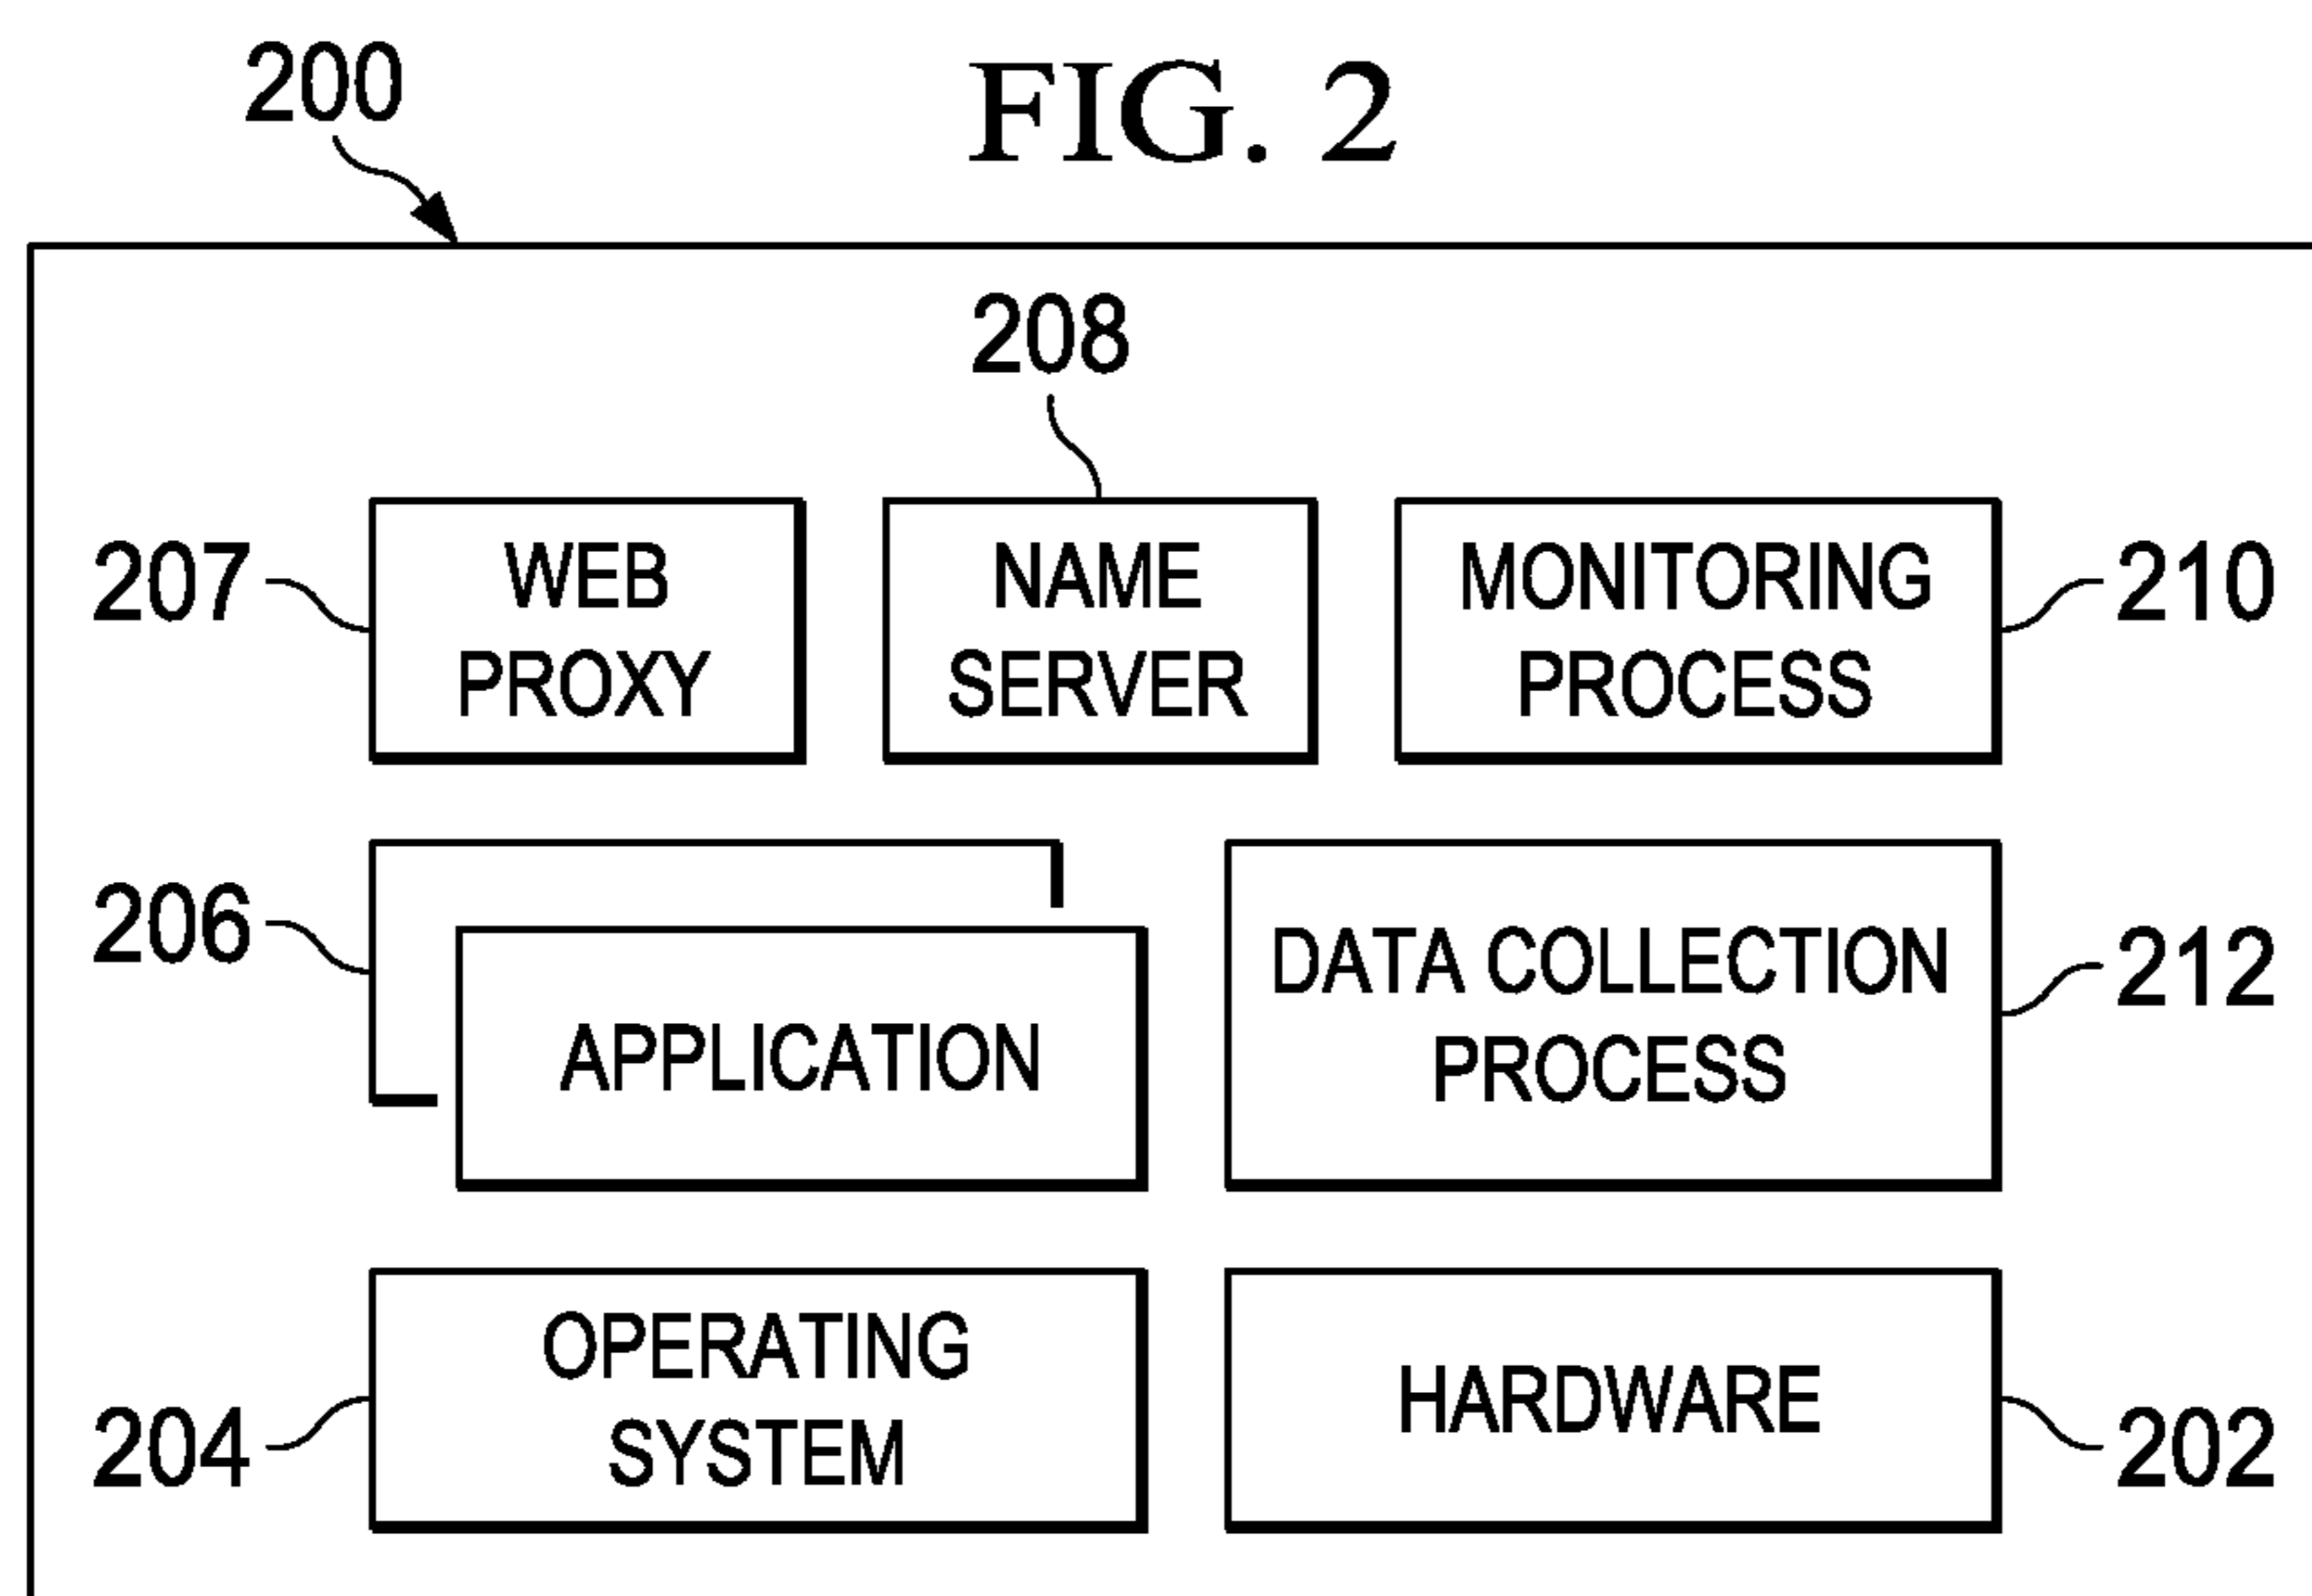 200
FIG. 2
208
207
WEB
PROXY
NAME
SERVER
MONITORING
PROCESS
210
206
APPLICATION
DATA COLLECTION
PROCESS
212
204
OPERATING
SYSTEM
HARDWARE
202